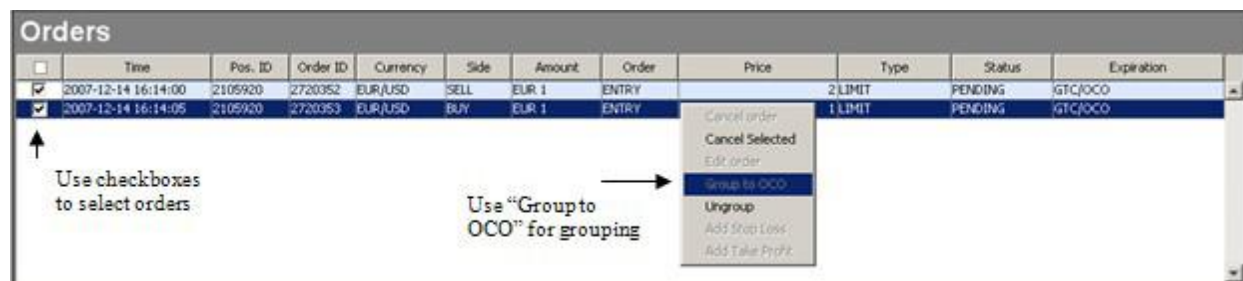 Orders
Time Pos. ID Order ID Currency Side Amount Order Price Type Status Expiration
2007-12-14 16:14:00 2105920 2720352 EUR/USD SELL EUR 1 ENTRY 2 LIMIT PENDING GTC/OCO
2007-12-14 16:14:05 2105920 2720353 EUR/USD BUY EUR 1 ENTRY 1 LIMIT PENDING GTC/OCO
Cancel order
Cancel Selected
Edit order
Group to OCO
Ungroup
Add Stop Loss
Add Take Profit
Use checkboxes
to select orders
Use “Group to
OCO” for grouping